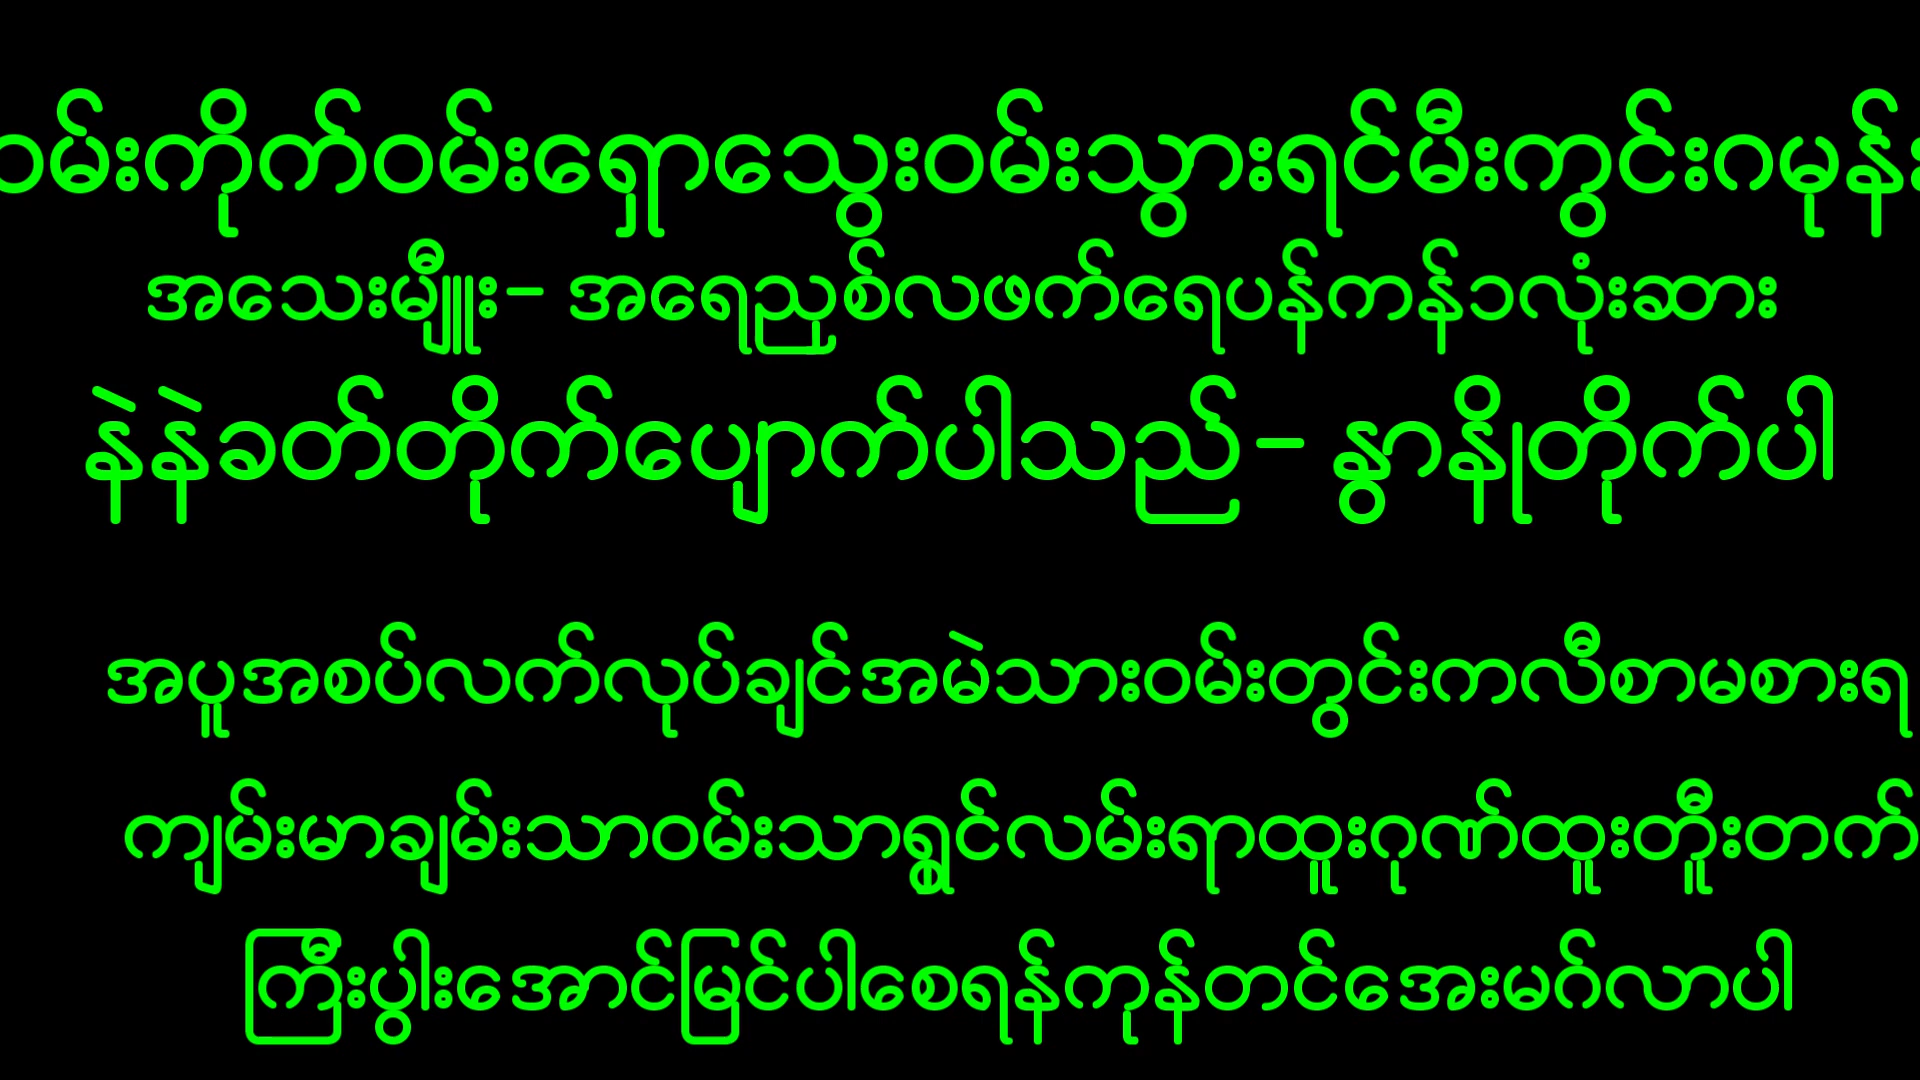 ဝမ်းကိုက်ဝမ်းရှောသွေးဝမ်းသွားရင်မီးကွင်းဂမုန်း
အသေးမျှီူး- အရေညှစ်လဖက်ရေပန်ကန်၁လုံးဆား
နဲနဲခတ်တိုက်ပျောက်ပါသည်- နွာနို့တိုက်ပါ
အပူအစပ်လက်လုပ်ချင်အမဲသားဝမ်းတွင်းကလီစာမစားရ
ကျမ်းမာချမ်းသာဝမ်းသာရွှင်လမ်းရာထူးဂုဏ်ထူးတီူးတက်
ကြီးပွါးအောင်မြင်ပါစေရန်ကုန်တင်အေးမင်္ဂလာပါ